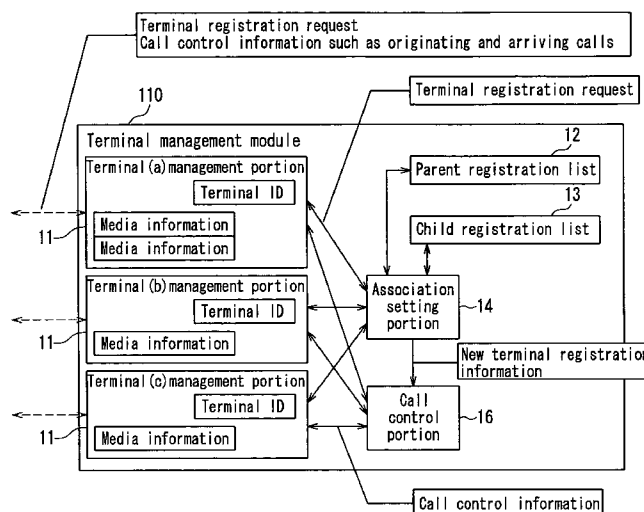 Terminal registration request
Call control information such as originating and arriving calls
Terminal registration request
110
Terminal management module
12
Parent registration list
13
Child registration list
Terminal(a)management portion
Terminal ID
11
Media information
Media information
Terminal(b)management portion
Terminal ID
11
Media information
Association
setting
portion
14
New terminal registration
information
Terminal(c)management portion
Terminal ID
11
Media information
Call
control
portion
16
Call control information